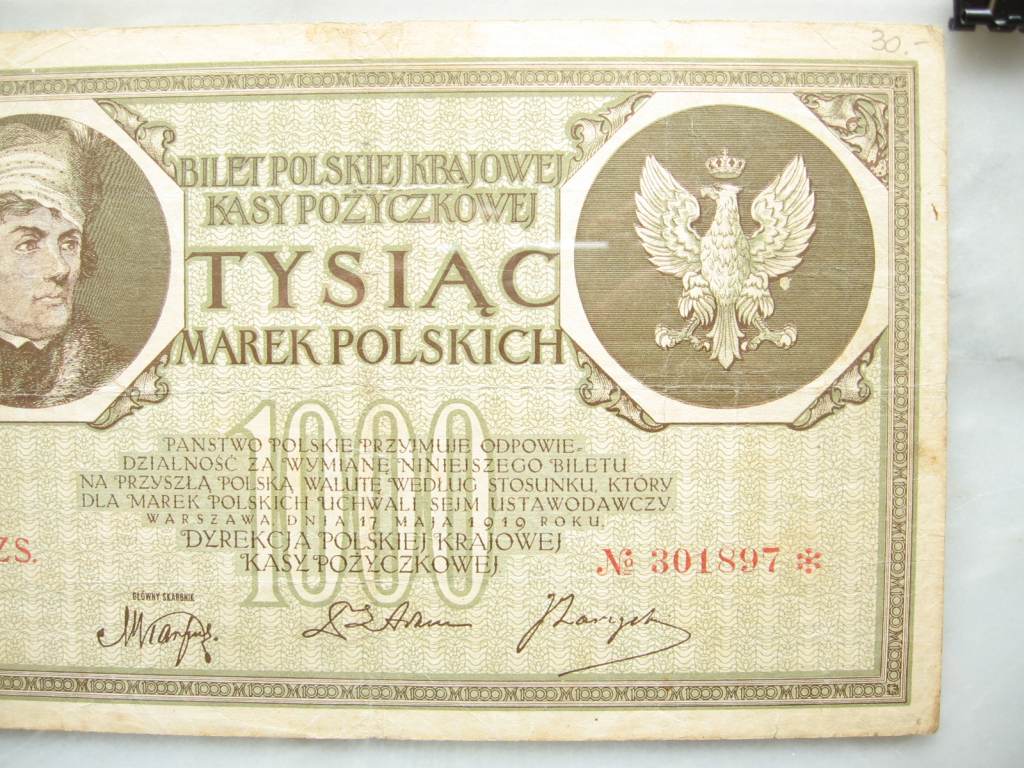 30.-
BILET POLSKIEJ KRAJOWEJ
KASY POŻYCZKOWEJ
TYSIĄC
MAREK POLSKICH
1000
PAŃSTWO POLSKIE PRZYJMUJE ODPOWIE-
DZIALNOŚĆ ZA WYMIANĘ NINIEJSZEGO BILETU
NA PRZYSZŁĄ POLSKĄ WALUTĘ WEDŁUG STOSUNKU, KTÓRY
DLA MAREK POLSKICH UCHWALI SEJM USTAWODAWCZY.
WARSZAWA DNIA 17 MAJA 1919 ROKU.
DYREKCJA POLSKIEJ KRAJOWEJ
KASY POŻYCZKOWEJ
ZS.
№ 301897 *
GŁÓWNY SKARBNIK